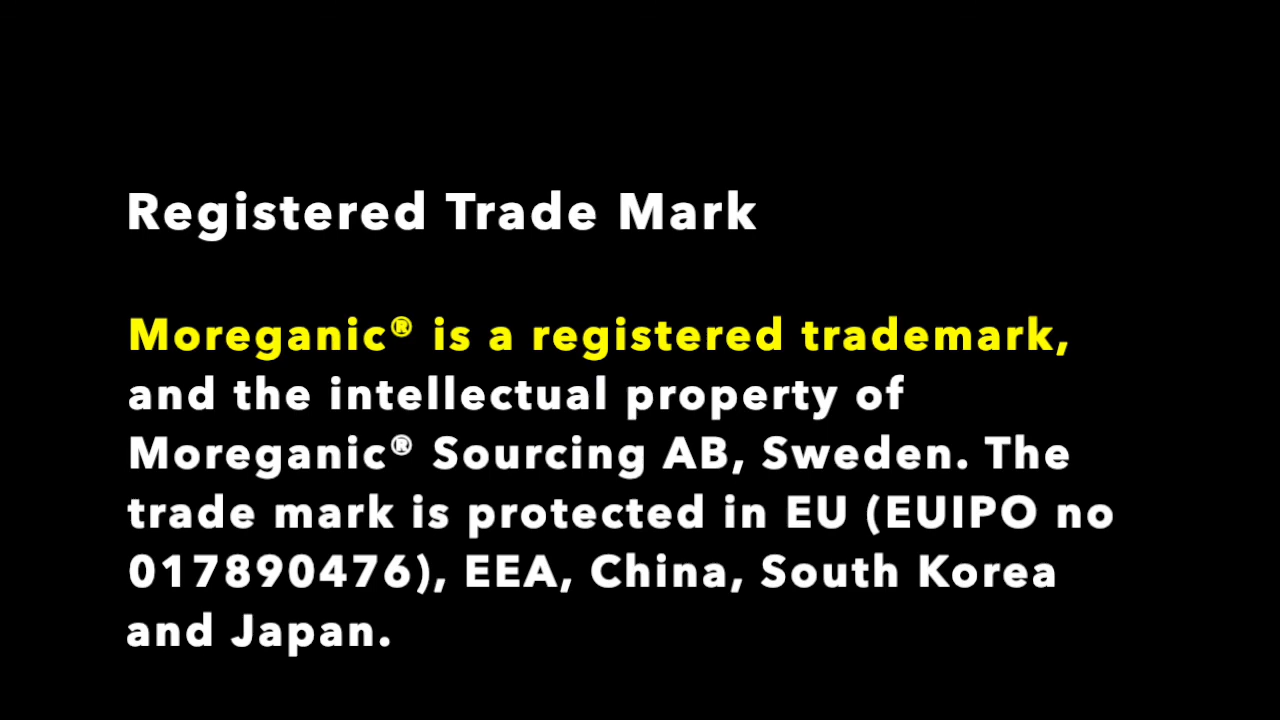 Registered Trade Mark
Moreganic® is a registered trademark,
and the intellectual property of
Moreganic® Sourcing AB, Sweden. The
trade mark is protected in EU (EUIPO no
017890476), EEA, China, South Korea
and Japan.